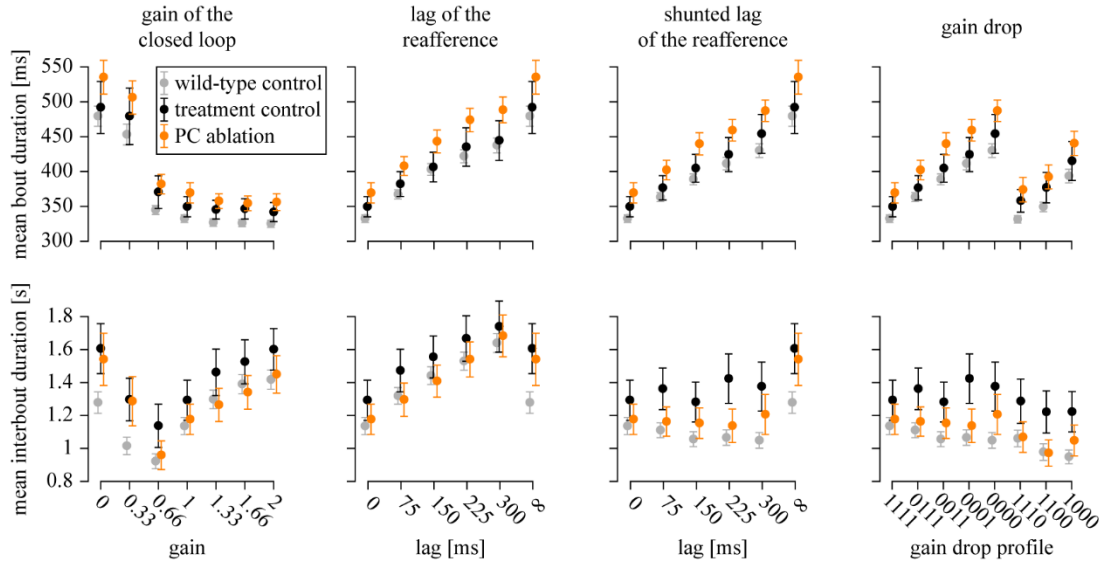 gain of the
closed loop
lag of the
reafference
shunted lag
of the reafference
gain drop
mean bout duration [ms]
550
500
450
400
350
300
wild-type control
treatment control
PC ablation
mean interbout duration [s]
1.8
1.6
1.4
1.2
1
0.8
0 0.33 0.66 1 1.33 1.66 2
gain
0 75 150 225 300 ∞
lag [ms]
0 75 150 225 300 ∞
lag [ms]
1111 0111 0011 0001 0000 1110 1100 1000
gain drop profile